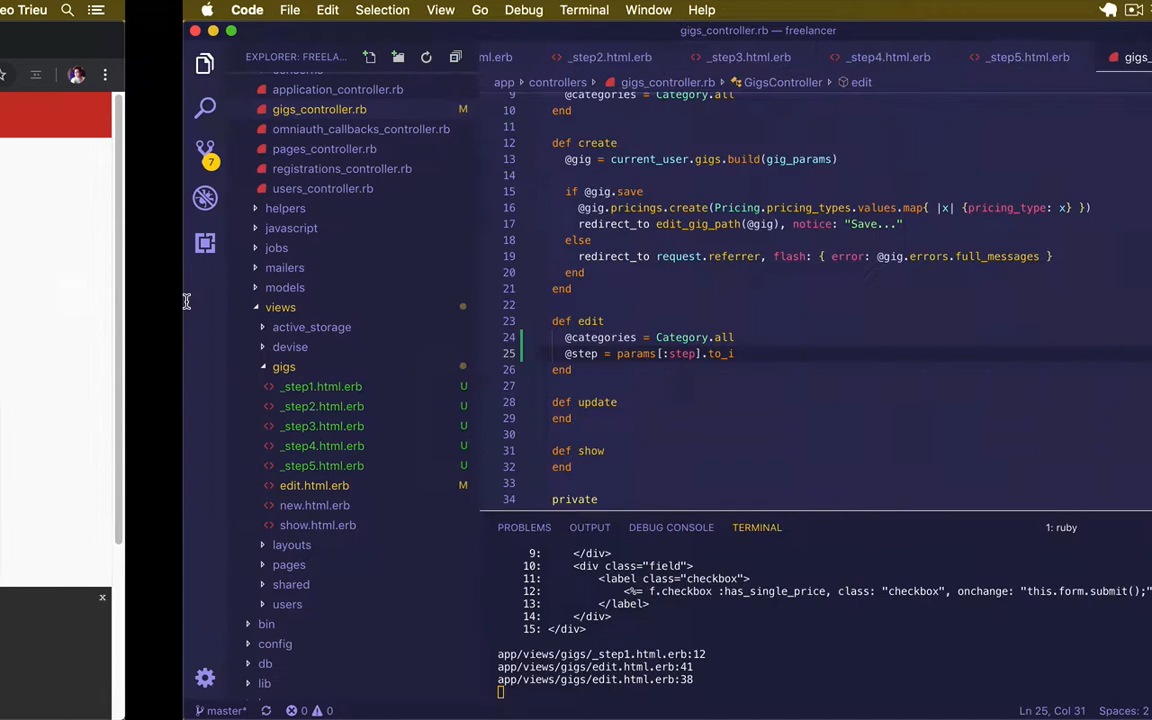 eo Trieu
Code File Edit Selection View Go Debug Terminal Window Help
gigs_controller.rb — freelancer
EXPLORER: FREELA...
ml.erb _step2.html.erb _step3.html.erb _step4.html.erb _step5.html.erb gigs_
app › controllers › gigs_controller.rb › GigsController › edit
concerns
application_controller.rb
gigs_controller.rb M
omniauth_callbacks_controller.rb
pages_controller.rb
registrations_controller.rb
users_controller.rb
helpers
javascript
jobs
mailers
models
views
active_storage
devise
gigs
_step1.html.erb U
_step2.html.erb U
_step3.html.erb U
_step4.html.erb U
_step5.html.erb U
edit.html.erb M
new.html.erb
show.html.erb
layouts
pages
shared
users
bin
config
db
lib
7
9 @categories = Category.all
10 end
11
12 def create
13 @gig = current_user.gigs.build(gig_params)
14
15 if @gig.save
16 @gig.pricings.create(Pricing.pricing_types.values.map{ |x| {pricing_type: x} })
17 redirect_to edit_gig_path(@gig), notice: "Save..."
18 else
19 redirect_to request.referrer, flash: { error: @gig.errors.full_messages }
20 end
21 end
22
23 def edit
24 @categories = Category.all
25 @step = params[:step].to_i
26 end
27
28 def update
29 end
30
31 def show
32 end
33
34 private
PROBLEMS OUTPUT DEBUG CONSOLE TERMINAL 1: ruby
9: </div>
10: <div class="field">
11: <label class="checkbox">
12: <%= f.checkbox :has_single_price, class: "checkbox", onchange: "this.form.submit();"
13: </label>
14: </div>
15: </div>
app/views/gigs/_step1.html.erb:12
app/views/gigs/edit.html.erb:41
app/views/gigs/edit.html.erb:38
master* 0 0 Ln 25, Col 31 Spaces: 2